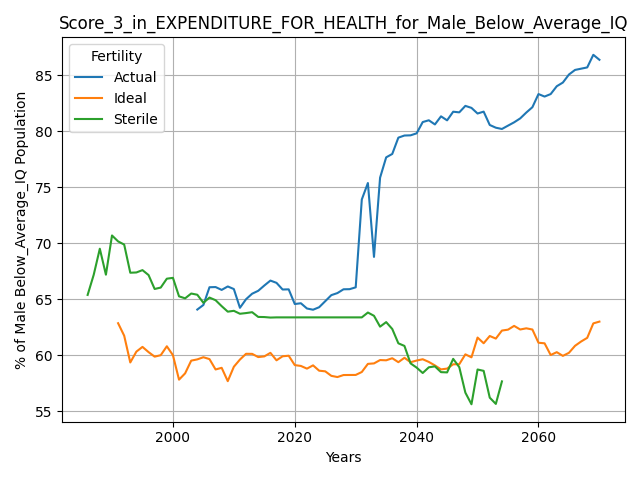 Score_3_in_EXPENDITURE_FOR_HEALTH_for_Male_Below_Average_IQ
% of Male Below_Average_IQ Population
85
80
75
70
65
60
55
Fertility
Actual
Ideal
Sterile
2000
2020
2040
2060
Years